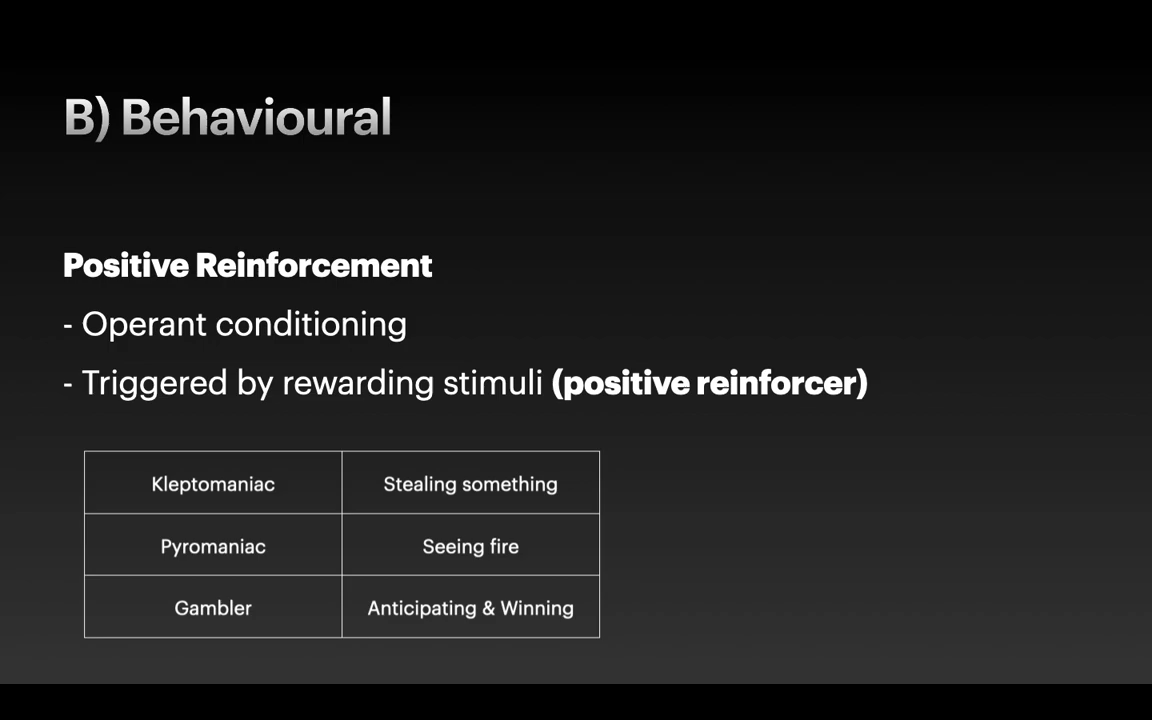 B) Behavioural
Positive Reinforcement
- Operant conditioning
- Triggered by rewarding stimuli (positive reinforcer)
Kleptomaniac Stealing something
Pyromaniac Seeing fire
Gambler Anticipating & Winning